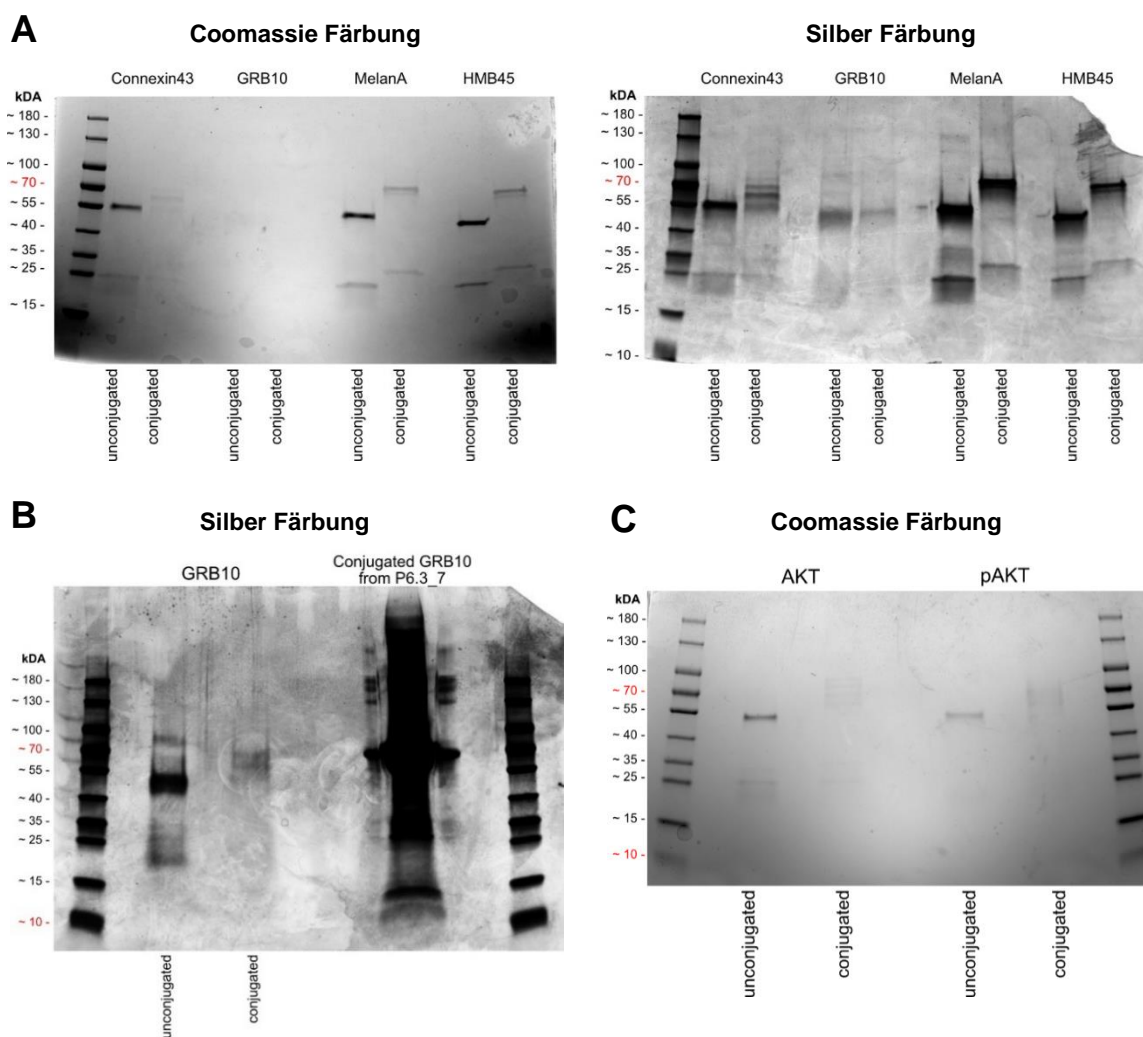 A
Coomassie Färbung
Connexin43 GRB10 MelanA HMB45
kDA
~ 180 -
~ 130 -
~ 100 -
~ 70 -
~ 55 -
~ 40 -
~ 35 -
~ 25 -
~ 15 -
unconjugated
conjugated
unconjugated
conjugated
unconjugated
conjugated
unconjugated
conjugated
Silber Färbung
Connexin43 GRB10 MelanA HMB45
kDA
~ 180 -
~ 130 -
~ 100 -
~ 70 -
~ 55 -
~ 40 -
~ 35 -
~ 25 -
~ 15 -
~ 10 -
unconjugated
conjugated
unconjugated
conjugated
unconjugated
conjugated
unconjugated
conjugated
B
Silber Färbung
GRB10
Conjugated GRB10
from P6.3_7
kDA
~ 180 -
~ 130 -
~ 100 -
~ 70 -
~ 55 -
~ 40 -
~ 35 -
~ 25 -
~ 15 -
~ 10 -
unconjugated
conjugated
C
Coomassie Färbung
AKT pAKT
kDA
~ 180 -
~ 130 -
~ 100 -
~ 70 -
~ 55 -
~ 40 -
~ 35 -
~ 25 -
~ 15 -
~ 10 -
unconjugated
conjugated
unconjugated
conjugated